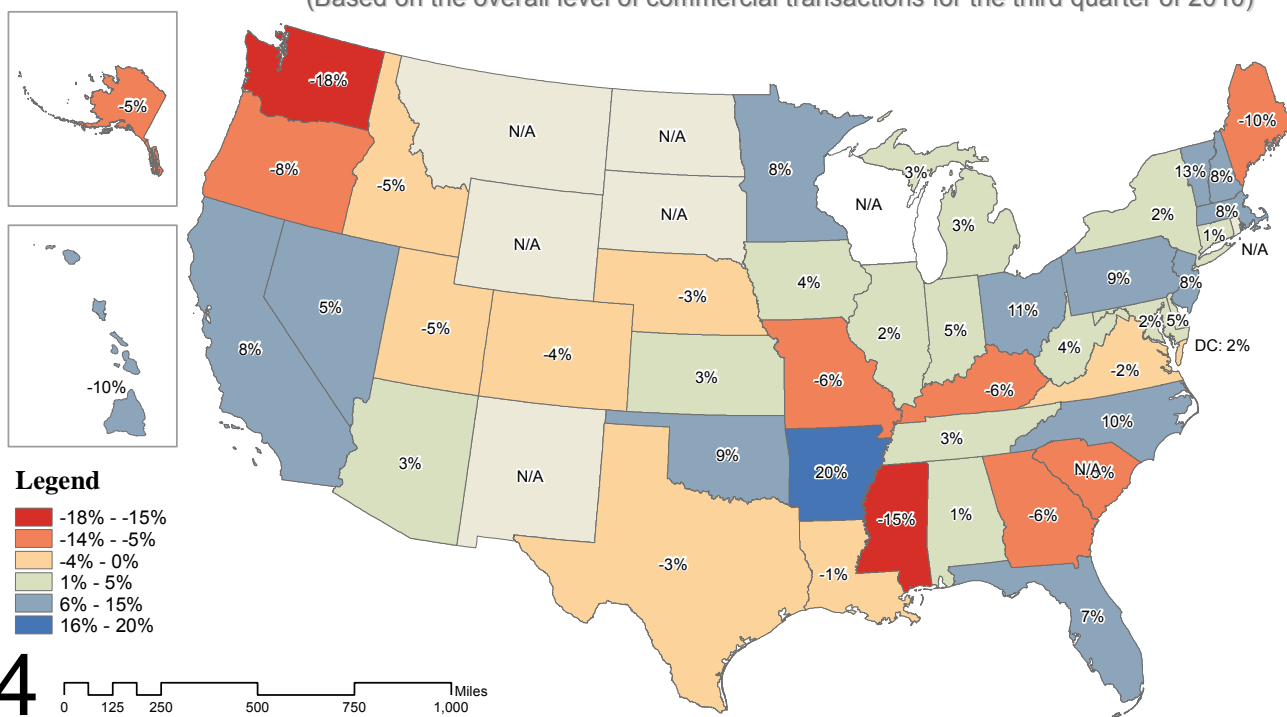 (Based on the overall level of commercial transactions for the third quarter of 2010)
-5%
-18%
-10%
N/A
N/A
-8%
8%
13%
8%
-5%
3%
N/A
8%
N/A
2%
3%
1%
N/A
N/A
9%
8%
4%
-3%
5%
11%
2%
5%
-5%
2%
5%
4%
DC: 2%
8%
-4%
-2%
3%
-6%
-6%
-10%
10%
3%
3%
9%
N/A
N/A
20%
-15%
1%
-6%
-3%
-1%
7%
Legend
-18% - -15%
-14% - -5%
-4% - 0%
1% - 5%
6% - 15%
16% - 20%
4
Miles
0 125 250 500 750 1,000